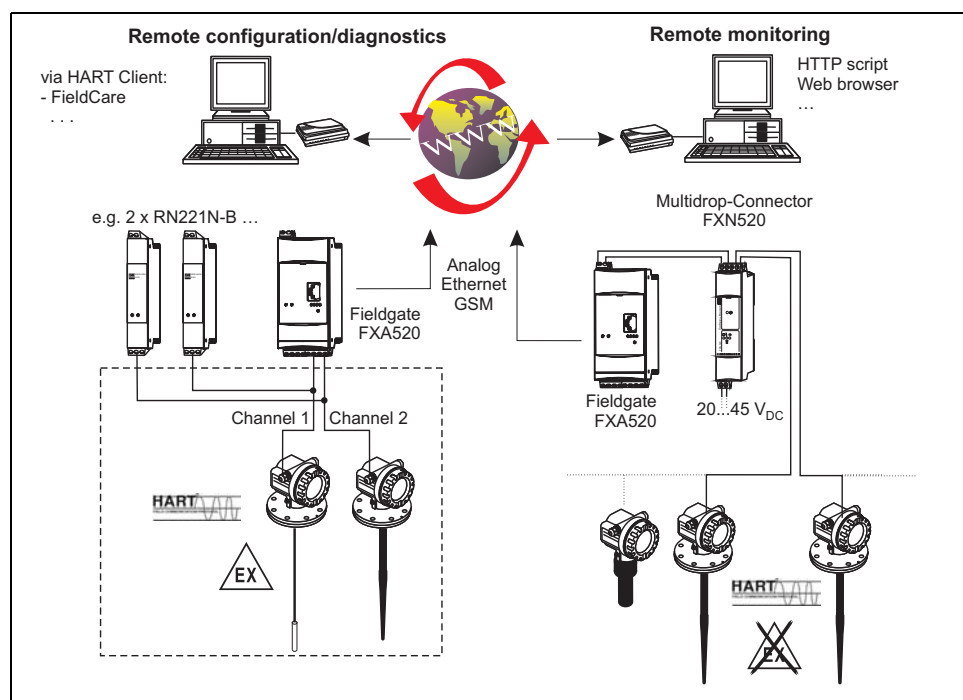 Remote configuration/diagnostics
Remote monitoring
via HART Client:
- FieldCare
. . .
HTTP script
Web browser
...
WWW
Multidrop-Connector
FXN520
e.g. 2 x RN221N-B ...
Analog
Ethernet
GSM
Fieldgate
FXA520
Fieldgate
FXA520
20...45 VDC
Channel 1
Channel 2
HART
EX
HART
EX